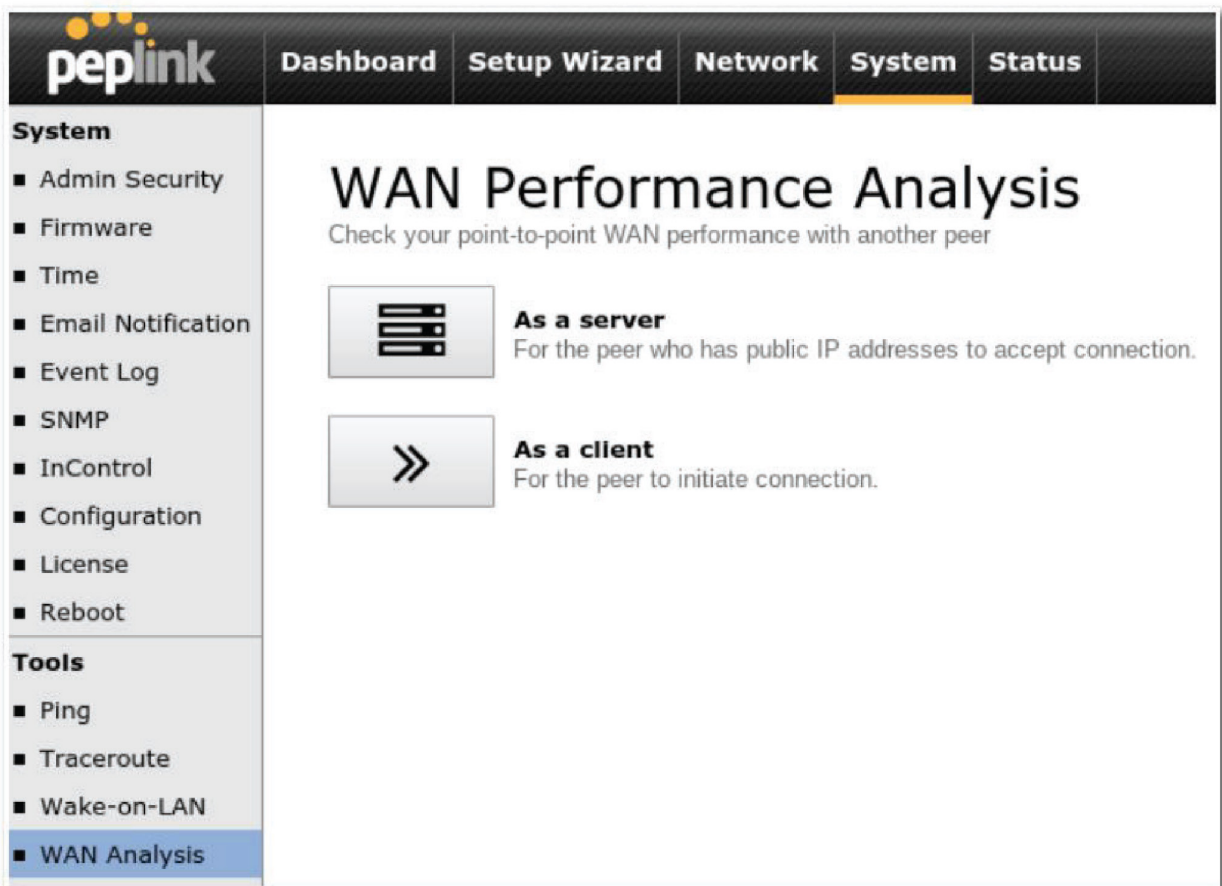 peplink
Dashboard
Setup Wizard
Network
System
Status
System
Admin Security
Firmware
Time
Email Notification
Event Log
SNMP
InControl
Configuration
License
Reboot
Tools
Ping
Traceroute
Wake-on-LAN
WAN Analysis
WAN Performance Analysis
Check your point-to-point WAN performance with another peer
As a server
For the peer who has public IP addresses to accept connection.
As a client
For the peer to initiate connection.